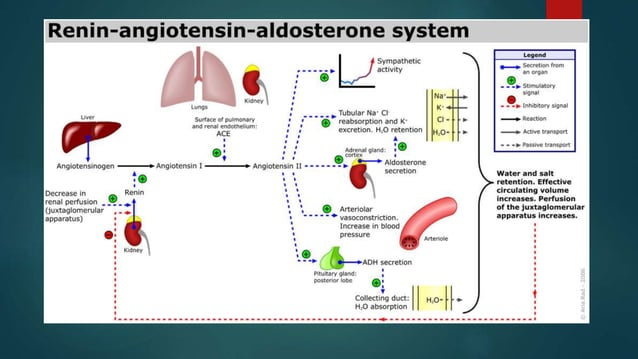 Renin-angiotensin-aldosterone system
Legend
Secretion from
an organ
Stimulatory
signal
Inhibitory signal
Reaction
Active transport
Passive transport
Lungs
Kidney
Surface of pulmonary
and renal endothelium:
ACE
Liver
Angiotensinogen
Angiotensin I
Angiotensin II
Decrease in
renal perfusion
(juxtaglomerular
apparatus)
Renin
Kidney
Sympathetic
activity
Tubular Na⁺ Cl⁻
reabsorption and K⁺
excretion. H₂O retention
Na⁺
K⁺
Cl⁻
H₂O
Adrenal gland:
cortex
Aldosterone
secretion
Arteriolar
vasoconstriction.
Increase in blood
pressure
Arteriole
Pituitary gland:
posterior lobe
ADH secretion
Collecting duct:
H₂O absorption
H₂O
Water and salt
retention. Effective
circulating volume
increases. Perfusion
of the juxtaglomerular
apparatus increases.
© Aria Rad - 2006